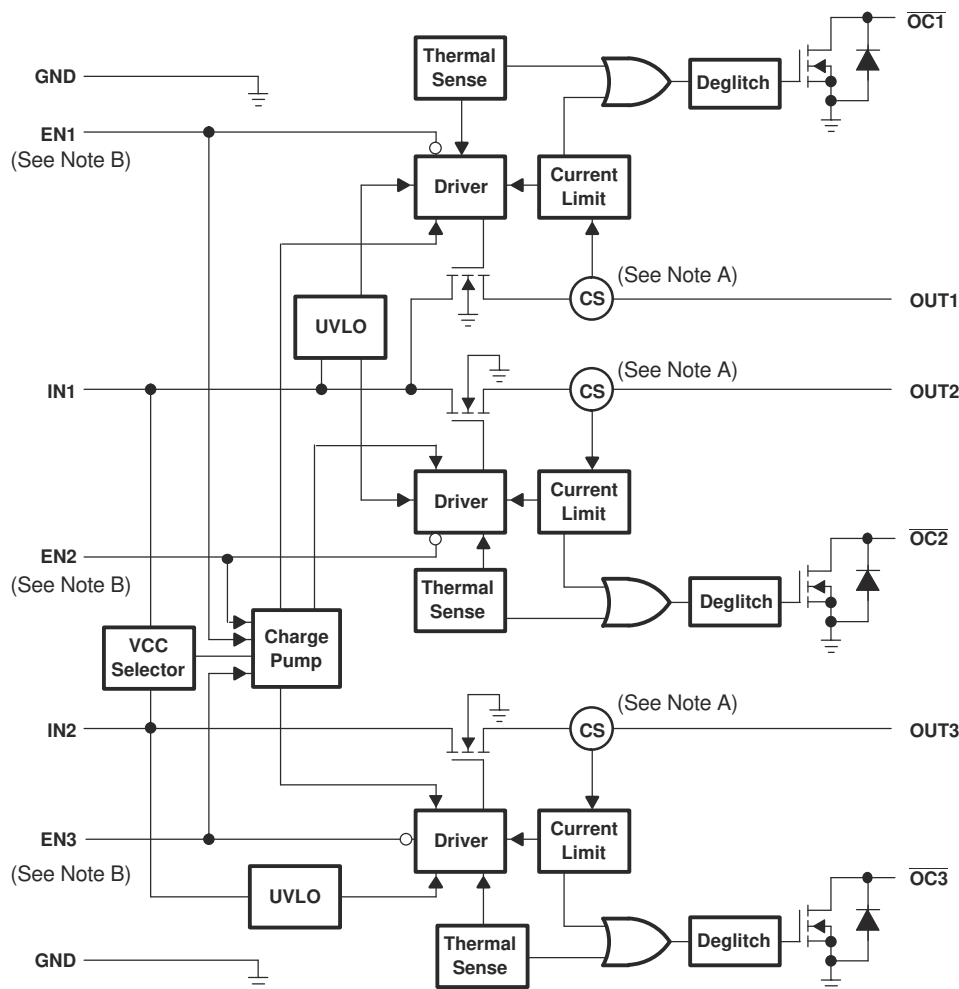 OC1
Thermal
Sense
GND
Deglitch
EN1
(See Note B)
Driver
Current
Limit
(See Note A)
CS
OUT1
UVLO
(See Note A)
IN1
CS
OUT2
Driver
Current
Limit
EN2
(See Note B)
OC2
Thermal
Sense
Deglitch
VCC
Selector
Charge
Pump
(See Note A)
IN2
CS
OUT3
EN3
(See Note B)
Driver
Current
Limit
OC3
UVLO
Thermal
Sense
Deglitch
GND